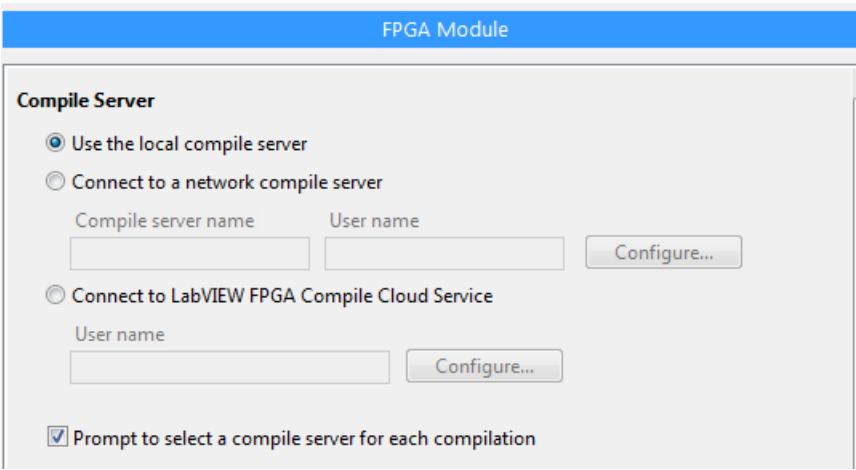 FPGA Module
Compile Server
Use the local compile server
Connect to a network compile server
Compile server name User name
Configure...
Connect to LabVIEW FPGA Compile Cloud Service
User name
Configure...
Prompt to select a compile server for each compilation